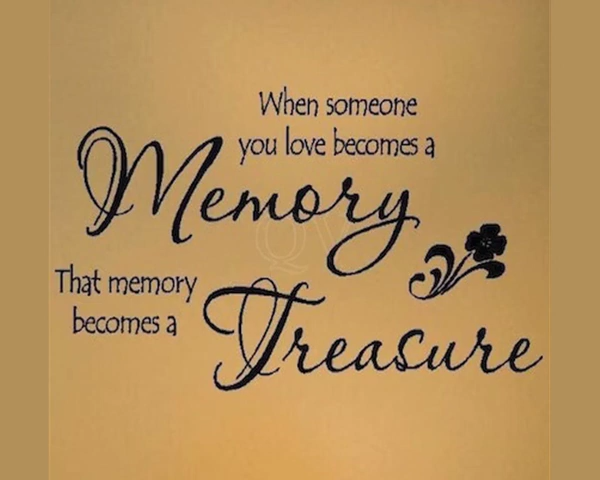 When someone
you love becomes a
Memory
That memory
becomes a
Treasure